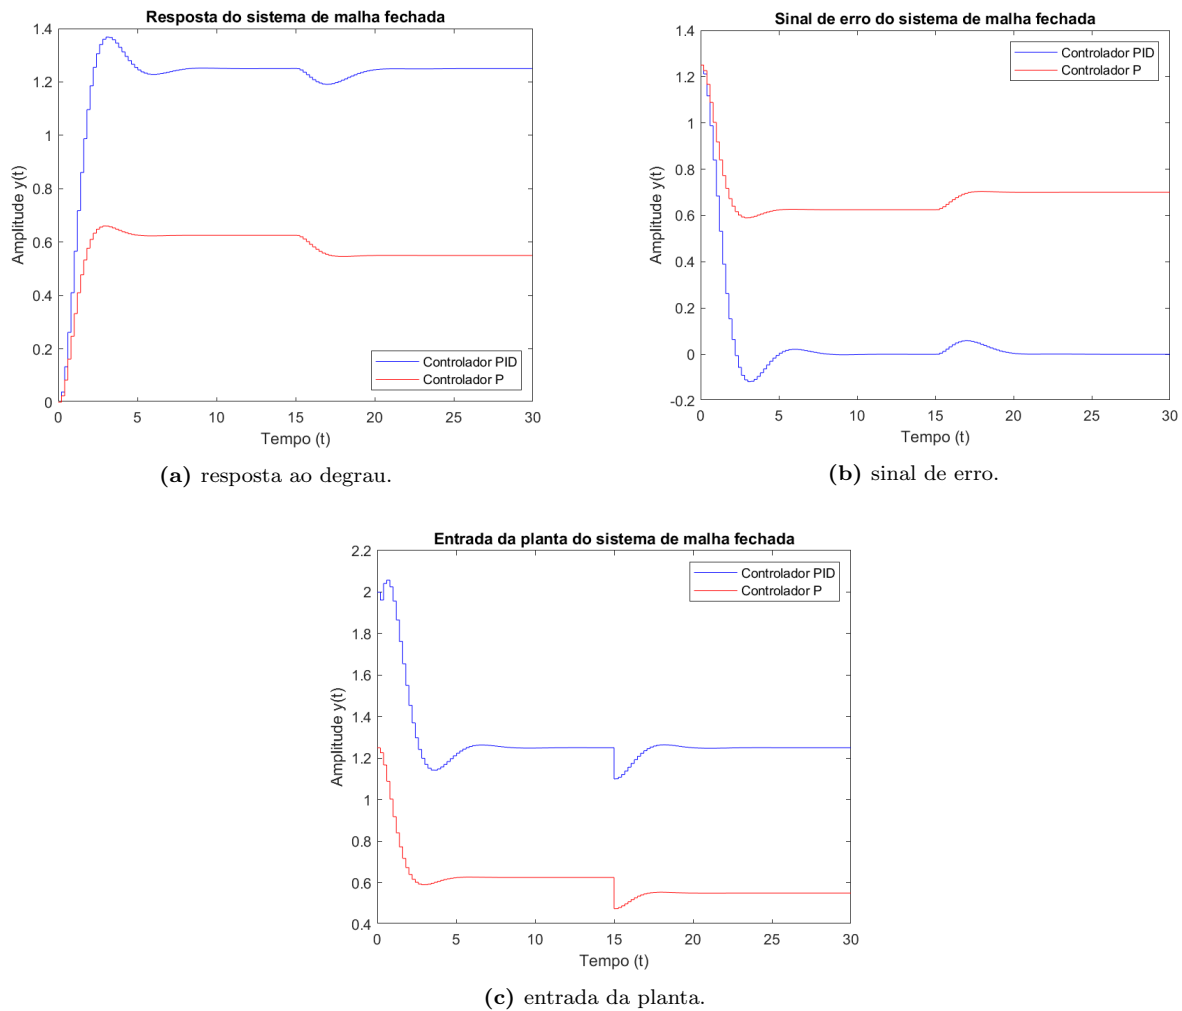 Resposta do sistema de malha fechada
Amplitude y(t)
1.4
1.2
1
0.8
0.6
0.4
0.2
0
0 5 10 15 20 25 30
Tempo (t)
Controlador PID
Controlador P
(a) resposta ao degrau.
Sinal de erro do sistema de malha fechada
Amplitude y(t)
1.4
1.2
1
0.8
0.6
0.4
0.2
0
-0.2
0 5 10 15 20 25 30
Tempo (t)
Controlador PID
Controlador P
(b) sinal de erro.
Entrada da planta do sistema de malha fechada
Amplitude y(t)
2.2
2
1.8
1.6
1.4
1.2
1
0.8
0.6
0.4
0 5 10 15 20 25 30
Tempo (t)
Controlador PID
Controlador P
(c) entrada da planta.